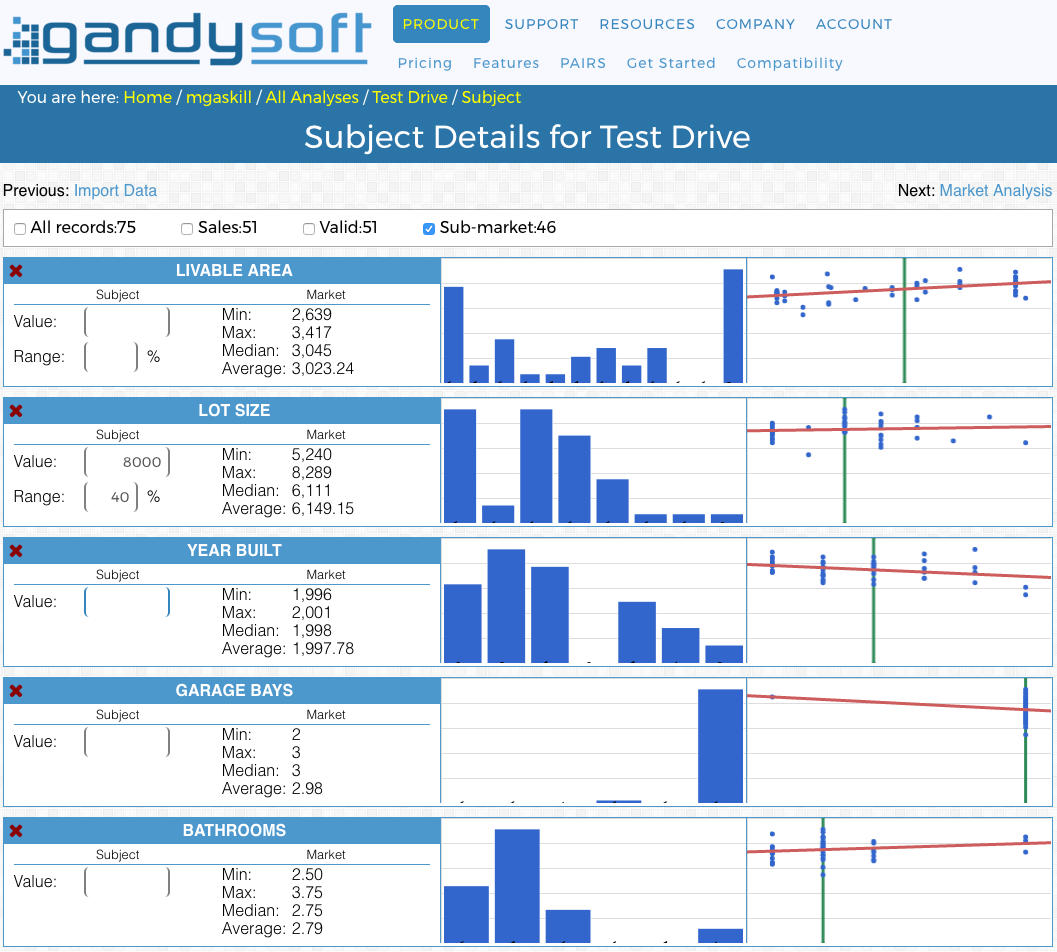 gandysoft
PRODUCT SUPPORT RESOURCES COMPANY ACCOUNT
Pricing Features PAIRS Get Started Compatibility
You are here: Home / mgaskill / All Analyses / Test Drive / Subject
Subject Details for Test Drive
Previous: Import Data
Next: Market Analysis
All records:75 Sales:51 Valid:51 Sub-market:46
LIVABLE AREA
Subject Market
Value:
Range: %
Min: 2,639
Max: 3,417
Median: 3,045
Average: 3,023.24
LOT SIZE
Subject Market
Value: 8000
Range: 40 %
Min: 5,240
Max: 8,289
Median: 6,111
Average: 6,149.15
YEAR BUILT
Subject Market
Value:
Min: 1,996
Max: 2,001
Median: 1,998
Average: 1,997.78
GARAGE BAYS
Subject Market
Value:
Min: 2
Max: 3
Median: 3
Average: 2.98
BATHROOMS
Subject Market
Value:
Min: 2.50
Max: 3.75
Median: 2.75
Average: 2.79